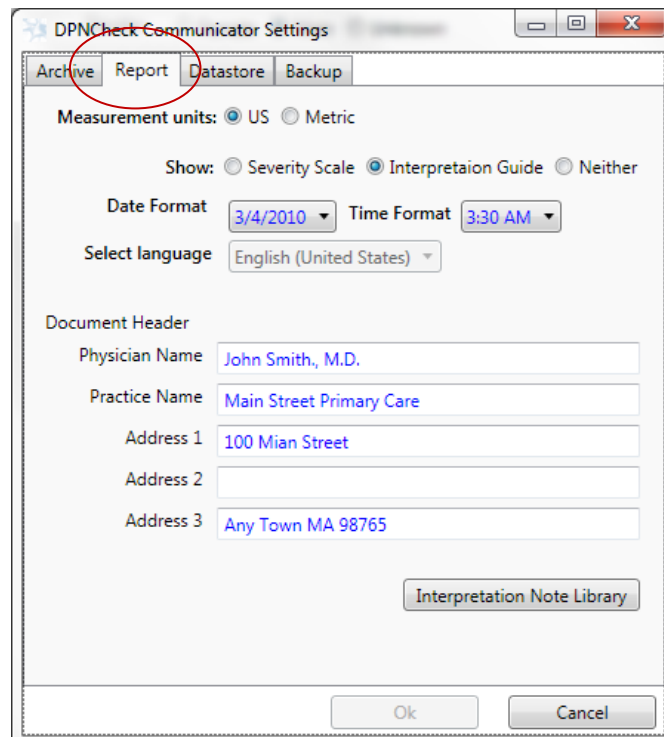 DPNCheck Communicator Settings
Archive Report Datastore Backup
Measurement units: US Metric
Show: Severity Scale Interpretaion Guide Neither
Date Format 3/4/2010 Time Format 3:30 AM
Select language English (United States)
Document Header
Physician Name John Smith., M.D.
Practice Name Main Street Primary Care
Address 1 100 Mian Street
Address 2
Address 3 Any Town MA 98765
Interpretation Note Library
Ok Cancel